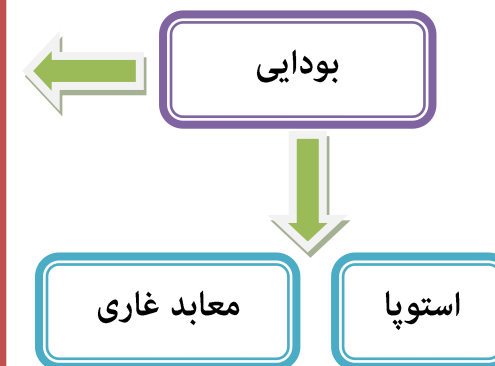 بودایی
استوپا
معابد غاری